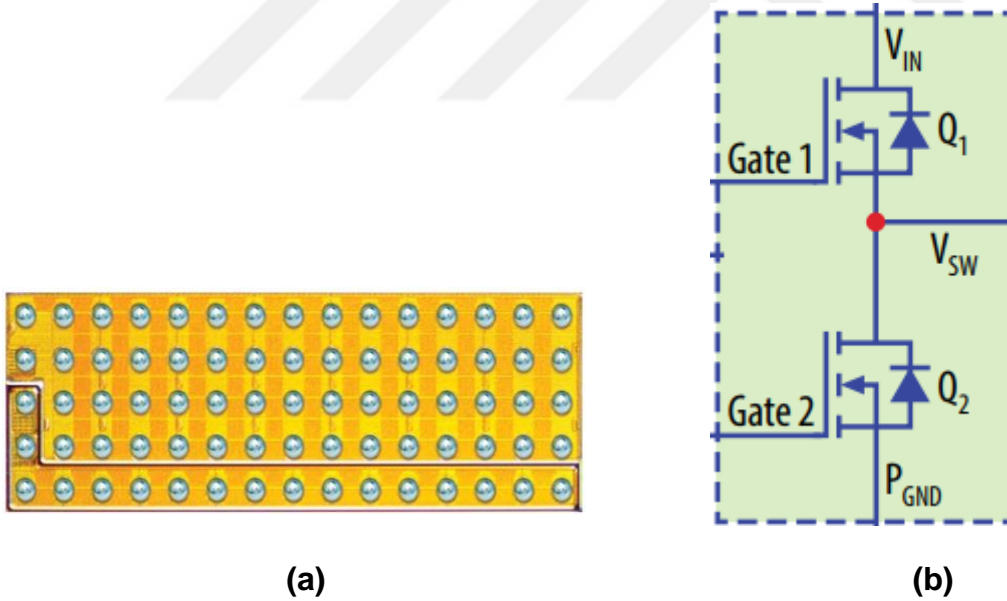 V_IN
Q_1
Gate 1
V_SW
Q_2
Gate 2
P_GND
(a) (b)